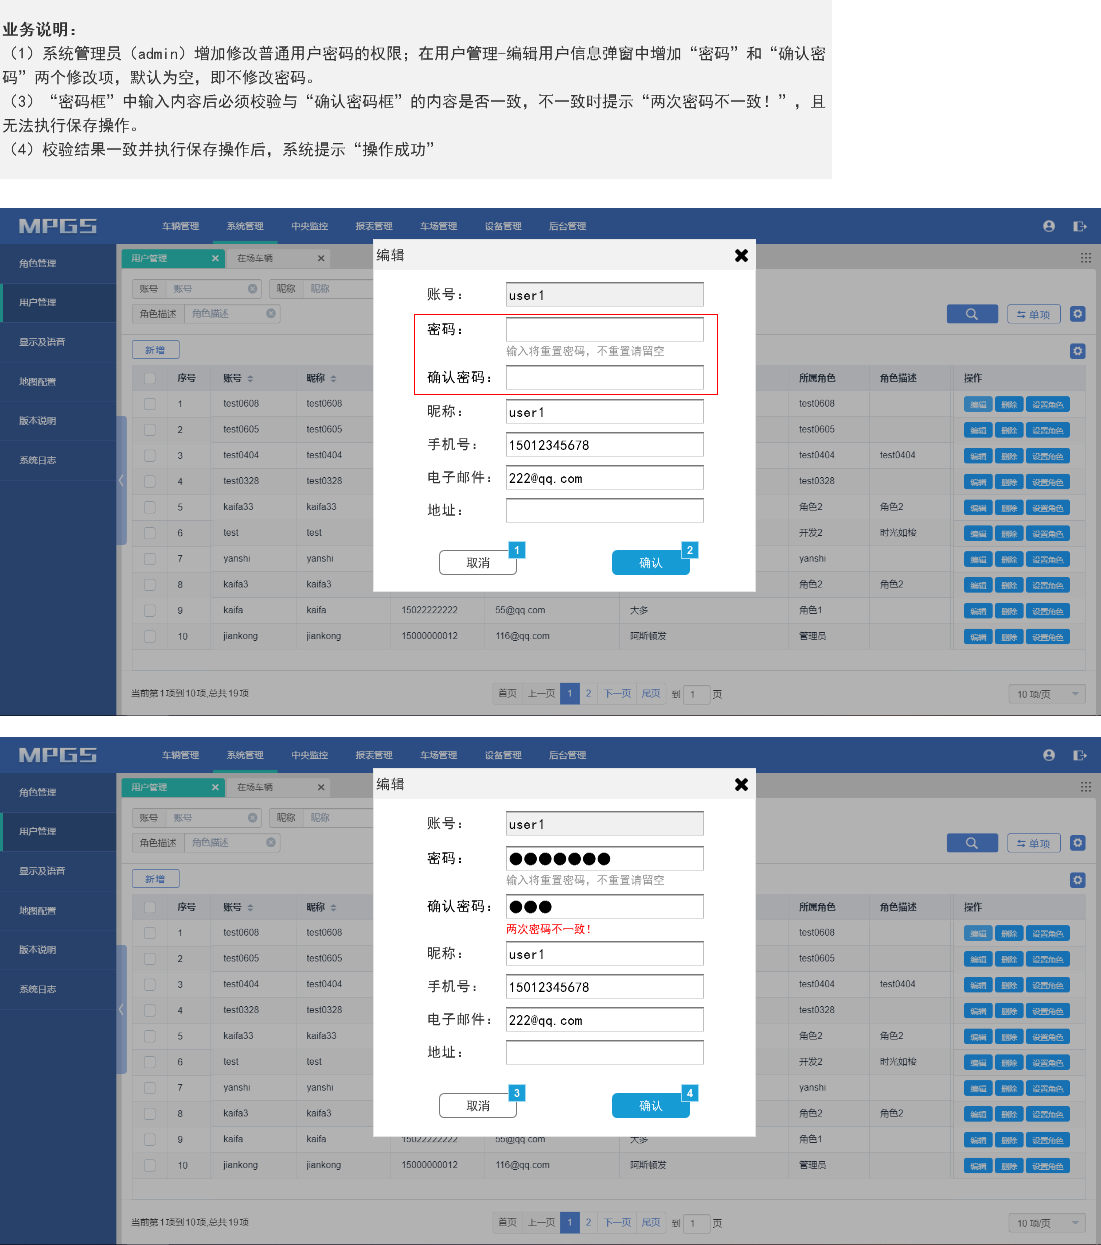 业务说明：
（1）系统管理员（admin）增加修改普通用户密码的权限；在用户管理-编辑用户信息弹窗中增加“密码”和“确认密
码”两个修改项，默认为空，即不修改密码。
（3）“密码框”中输入内容后必须校验与“确认密码框”的内容是否一致，不一致时提示“两次密码不一致！”，且
无法执行保存操作。
（4）校验结果一致并执行保存操作后，系统提示“操作成功”
MPGS 车辆管理 系统管理 中央监控 报表管理 车场管理 设备管理 后台管理
角色管理
用户管理
显示及语音
地图配置
版本说明
系统日志
用户管理 在场车辆
账号 账号 昵称 昵称
角色描述 角色描述 单项
新增
序号 账号 昵称 所属角色 角色描述 操作
1 test0608 test0608 test0608 编辑 删除 设置角色
2 test0605 test0605 test0605 编辑 删除 设置角色
3 test0404 test0404 test0404 test0404 编辑 删除 设置角色
4 test0328 test0328 test0328 编辑 删除 设置角色
5 kaifa33 kaifa33 角色2 角色2 编辑 删除 设置角色
6 test test 开发2 时光如梭 编辑 删除 设置角色
7 yanshi yanshi yanshi 编辑 删除 设置角色
8 kaifa3 kaifa3 角色2 角色2 编辑 删除 设置角色
9 kaifa kaifa 15022222222 55@qq.com 大多 角色1 编辑 删除 设置角色
10 jiankong jiankong 15000000012 116@qq.com 阿斯顿发 管理员 编辑 删除 设置角色
当前第1项到10项,总共19项 首页 上一页 1 2 下一页 尾页 到 1 页 10 项/页
编辑
账号： user1
密码：
输入将重置密码，不重置请留空
确认密码：
昵称： user1
手机号： 15012345678
电子邮件： 222@qq.com
地址：
取消 1 确认 2
MPGS 车辆管理 系统管理 中央监控 报表管理 车场管理 设备管理 后台管理
角色管理
用户管理
显示及语音
地图配置
版本说明
系统日志
用户管理 在场车辆
账号 账号 昵称 昵称
角色描述 角色描述 单项
新增
序号 账号 昵称 所属角色 角色描述 操作
1 test0608 test0608 test0608 编辑 删除 设置角色
2 test0605 test0605 test0605 编辑 删除 设置角色
3 test0404 test0404 test0404 test0404 编辑 删除 设置角色
4 test0328 test0328 test0328 编辑 删除 设置角色
5 kaifa33 kaifa33 角色2 角色2 编辑 删除 设置角色
6 test test 开发2 时光如梭 编辑 删除 设置角色
7 yanshi yanshi yanshi 编辑 删除 设置角色
8 kaifa3 kaifa3 角色2 角色2 编辑 删除 设置角色
9 kaifa kaifa 15022222222 55@qq.com 大多 角色1 编辑 删除 设置角色
10 jiankong jiankong 15000000012 116@qq.com 阿斯顿发 管理员 编辑 删除 设置角色
当前第1项到10项,总共19项 首页 上一页 1 2 下一页 尾页 到 1 页 10 项/页
编辑
账号： user1
密码： ●●●●●●●
输入将重置密码，不重置请留空
确认密码： ●●●
两次密码不一致！
昵称： user1
手机号： 15012345678
电子邮件： 222@qq.com
地址：
取消 3 确认 4